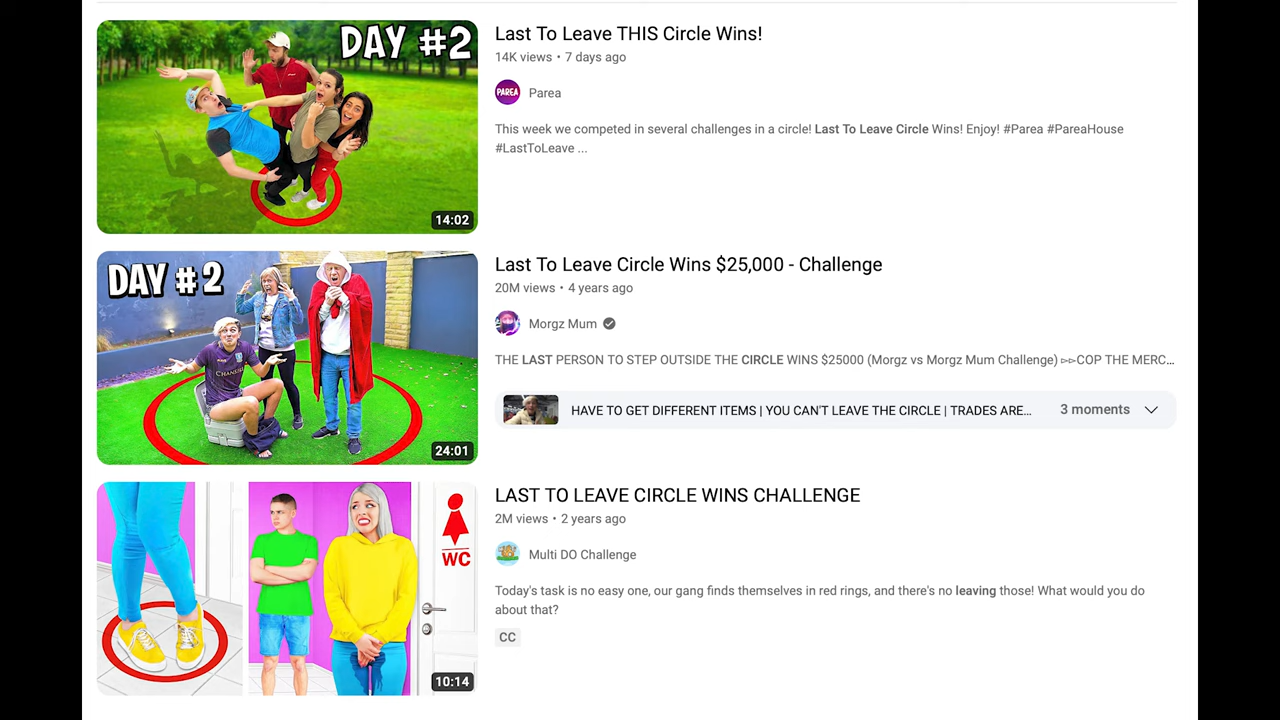 DAY #2
14:02
Last To Leave THIS Circle Wins!
14K views • 7 days ago
PAREA
Parea
This week we competed in several challenges in a circle! Last To Leave Circle Wins! Enjoy! #Parea #PareaHouse
#LastToLeave ...
DAY #2
24:01
Last To Leave Circle Wins $25,000 - Challenge
20M views • 4 years ago
Morgz Mum
THE LAST PERSON TO STEP OUTSIDE THE CIRCLE WINS $25000 (Morgz vs Morgz Mum Challenge) ▻▻COP THE MERC...
HAVE TO GET DIFFERENT ITEMS | YOU CAN'T LEAVE THE CIRCLE | TRADES ARE...
3 moments
WC
10:14
LAST TO LEAVE CIRCLE WINS CHALLENGE
2M views • 2 years ago
Multi DO Challenge
Today's task is no easy one, our gang finds themselves in red rings, and there's no leaving those! What would you do
about that?
CC